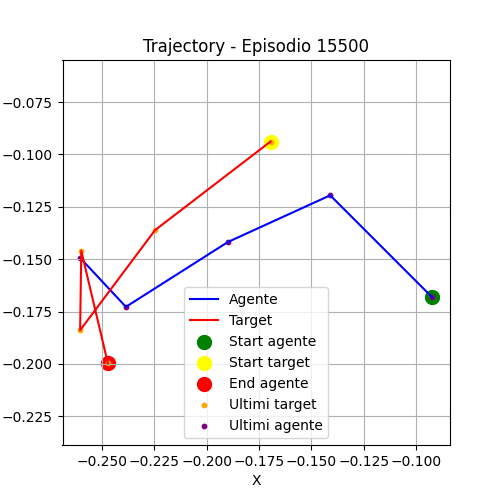 Trajectory - Episodio 15500
−0.075
−0.100
−0.125
−0.150
−0.175
−0.200
−0.225
Agente
Target
Start agente
Start target
End agente
Ultimi target
Ultimi agente
−0.250 −0.225 −0.200 −0.175 −0.150 −0.125 −0.100
X